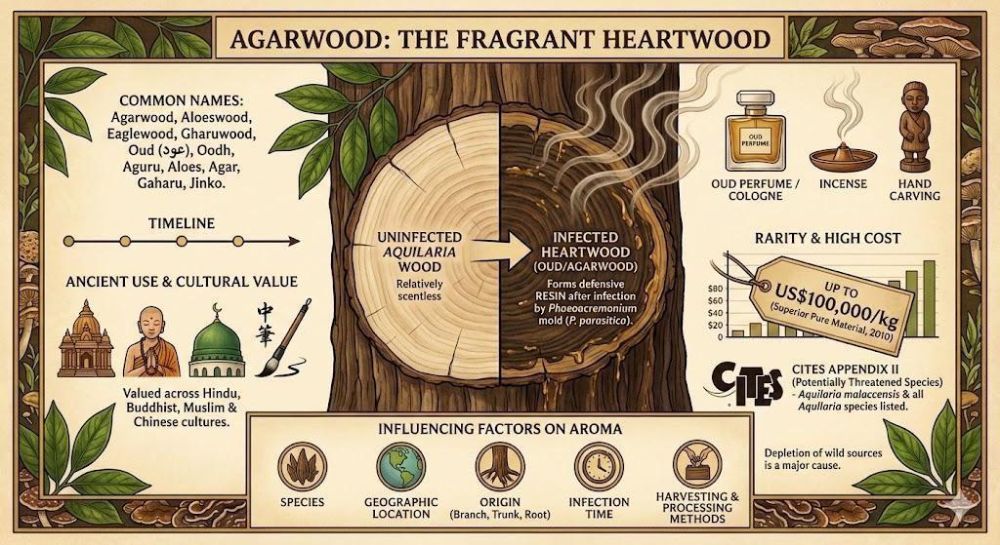 AGARWOOD: THE FRAGRANT HEARTWOOD
COMMON NAMES:
Agarwood, Aloeswood,
Eaglewood, Gharuwood,
Oud (عود), Oodh,
Aguru, Aloes, Agar,
Gaharu, Jinko.
TIMELINE
ANCIENT USE & CULTURAL VALUE
中
筆
Valued across Hindu,
Buddhist, Muslim &
Chinese cultures.
UNINFECTED
AQUILARIA
WOOD
Relatively
scentless
INFECTED
HEARTWOOD
(OUD/AGARWOOD)
Forms defensive
RESIN after infection
by Phaeoacremonium
mold (P. parasitica).
OUD
PERFUME
OUD PERFUME /
COLOGNE
INCENSE
HAND
CARVING
RARITY & HIGH COST
$80
$60
$40
$20
0
UP TO
US$100,000/kg
(Superior Pure Material, 2010)
CITES
CITES APPENDIX II
(Potentially Threatened Species)
- Aquilaria malaccensis & all
Aquilaria species listed.
Depletion of wild sources
is a major cause.
INFLUENCING FACTORS ON AROMA
SPECIES
GEOGRAPHIC
LOCATION
ORIGIN
(Branch, Trunk, Root)
INFECTION
TIME
HARVESTING &
PROCESSING
METHODS